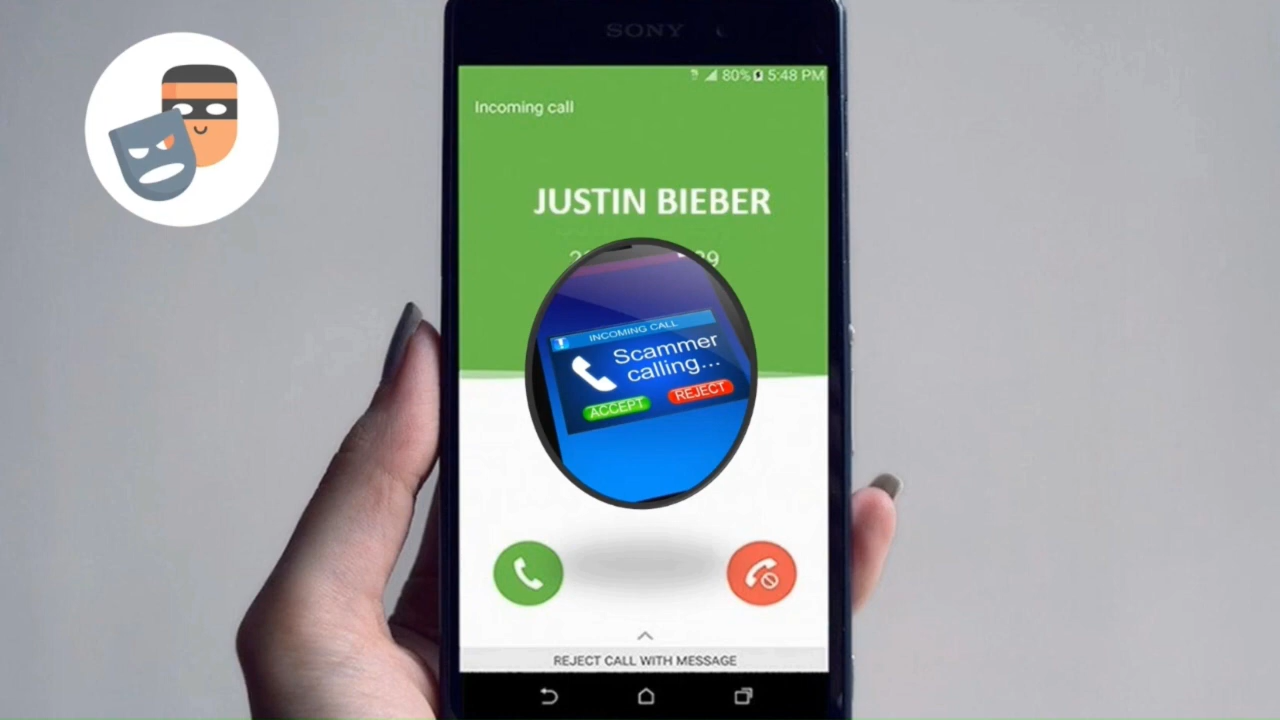 SONY
80% 5:48 PM
Incoming call
JUSTIN BIEBER
INCOMING CALL
Scammer
calling...
ACCEPT
REJECT
REJECT CALL WITH MESSAGE